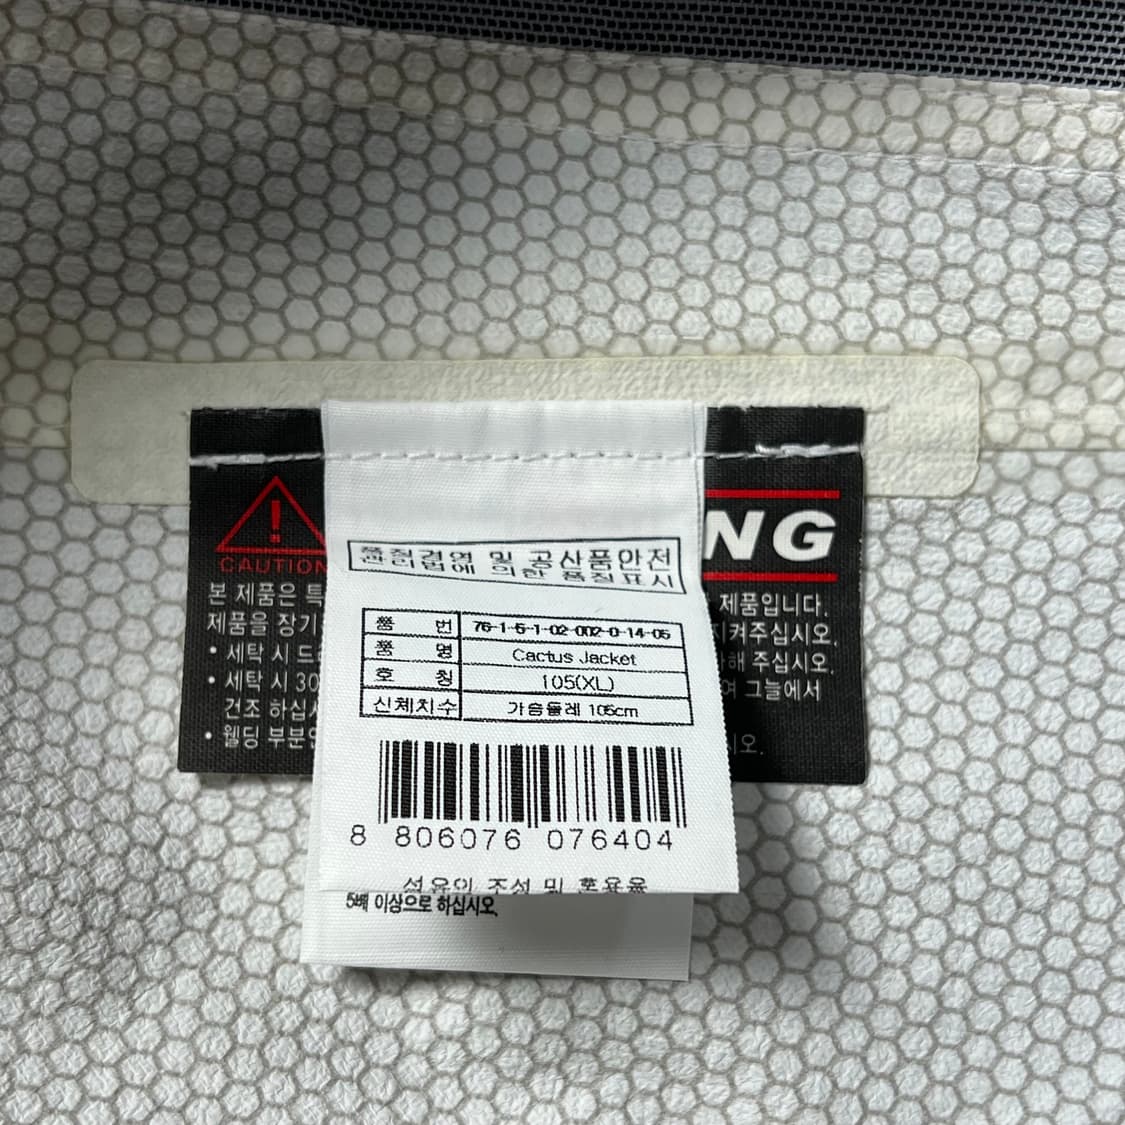 CAUTION
본 제품은 특
제품을 장기
• 세탁 시 드
• 세탁 시 30
건조 하십시
• 웰딩 부분
NG
제품입니다.
지켜주십시오.
해 주십시오.
여 그늘에서
시오.
품질경영 및 공산품안전
관리법에 의한 품질표시
품 번 76-1-5-1-02-002-0-14-05
품 명 Cactus Jacket
호 칭 105(XL)
신체치수 가슴둘레 105cm
8 806076 076404
섬유의 조성 및 혼용율
5배 이상으로 하십시오.